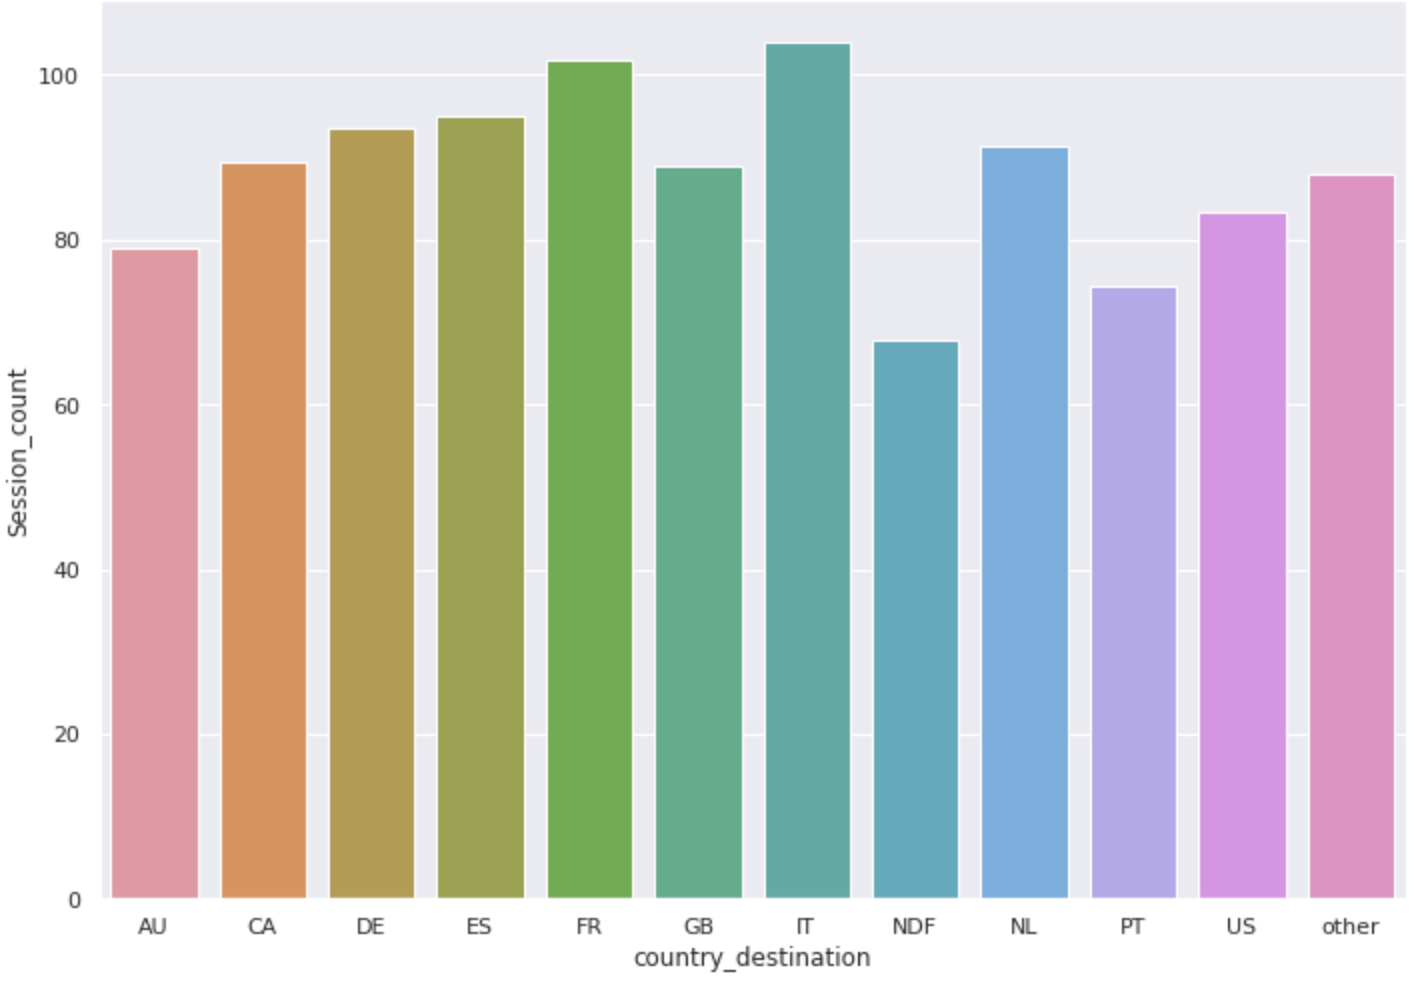 Session_count
100
80
60
40
20
0
AU CA DE ES FR GB IT NDF NL PT US other
country_destination